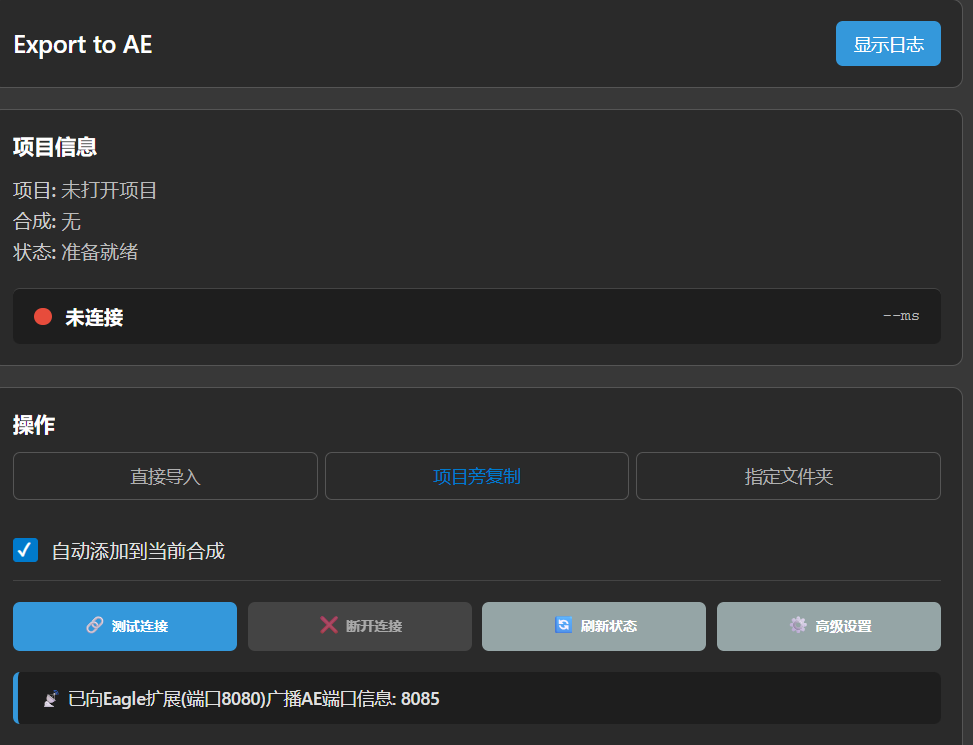 Export to AE
显示日志
项目信息
项目: 未打开项目
合成: 无
状态: 准备就绪
未连接
--ms
操作
直接导入
项目旁复制
指定文件夹
自动添加到当前合成
测试连接
断开连接
刷新状态
高级设置
已向Eagle扩展(端口8080)广播AE端口信息: 8085